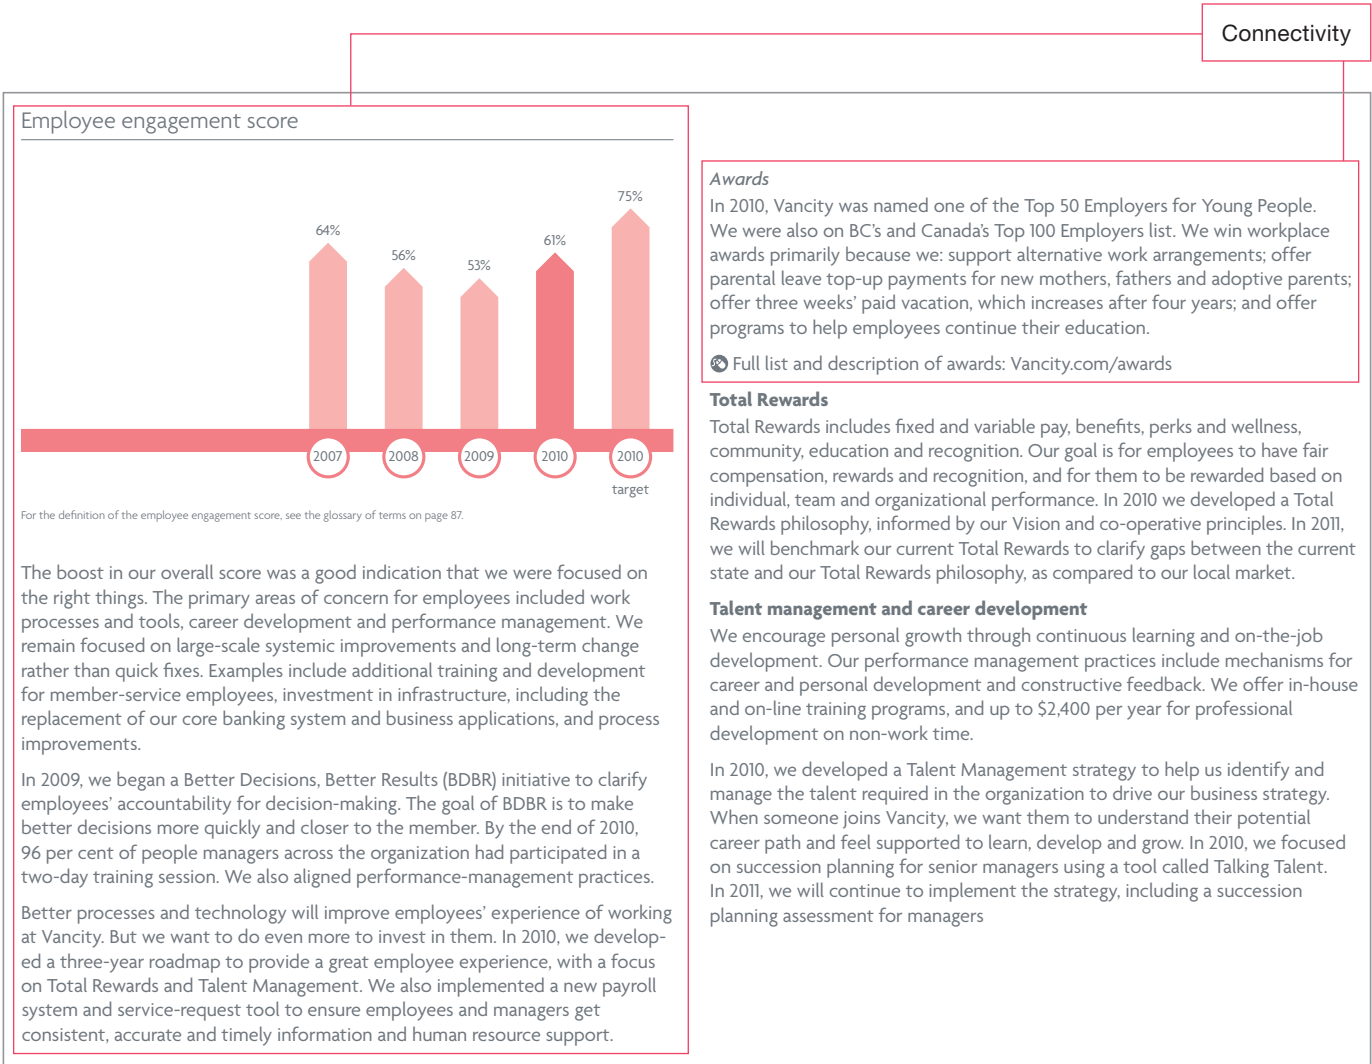 Connectivity
Employee engagement score
64%
56%
53%
61%
75%
2007
2008
2009
2010
2010
target
For the definition of the employee engagement score, see the glossary of terms on page 87.
The boost in our overall score was a good indication that we were focused on
the right things. The primary areas of concern for employees included work
processes and tools, career development and performance management. We
remain focused on large-scale systemic improvements and long-term change
rather than quick fixes. Examples include additional training and development
for member-service employees, investment in infrastructure, including the
replacement of our core banking system and business applications, and process
improvements.
In 2009, we began a Better Decisions, Better Results (BDBR) initiative to clarify
employees’ accountability for decision-making. The goal of BDBR is to make
better decisions more quickly and closer to the member. By the end of 2010,
96 per cent of people managers across the organization had participated in a
two-day training session. We also aligned performance-management practices.
Better processes and technology will improve employees’ experience of working
at Vancity. But we want to do even more to invest in them. In 2010, we develop-
ed a three-year roadmap to provide a great employee experience, with a focus
on Total Rewards and Talent Management. We also implemented a new payroll
system and service-request tool to ensure employees and managers get
consistent, accurate and timely information and human resource support.
Awards
In 2010, Vancity was named one of the Top 50 Employers for Young People.
We were also on BC’s and Canada’s Top 100 Employers list. We win workplace
awards primarily because we: support alternative work arrangements; offer
parental leave top-up payments for new mothers, fathers and adoptive parents;
offer three weeks’ paid vacation, which increases after four years; and offer
programs to help employees continue their education.
Full list and description of awards: Vancity.com/awards
Total Rewards
Total Rewards includes fixed and variable pay, benefits, perks and wellness,
community, education and recognition. Our goal is for employees to have fair
compensation, rewards and recognition, and for them to be rewarded based on
individual, team and organizational performance. In 2010 we developed a Total
Rewards philosophy, informed by our Vision and co-operative principles. In 2011,
we will benchmark our current Total Rewards to clarify gaps between the current
state and our Total Rewards philosophy, as compared to our local market.
Talent management and career development
We encourage personal growth through continuous learning and on-the-job
development. Our performance management practices include mechanisms for
career and personal development and constructive feedback. We offer in-house
and on-line training programs, and up to $2,400 per year for professional
development on non-work time.
In 2010, we developed a Talent Management strategy to help us identify and
manage the talent required in the organization to drive our business strategy.
When someone joins Vancity, we want them to understand their potential
career path and feel supported to learn, develop and grow. In 2010, we focused
on succession planning for senior managers using a tool called Talking Talent.
In 2011, we will continue to implement the strategy, including a succession
planning assessment for managers